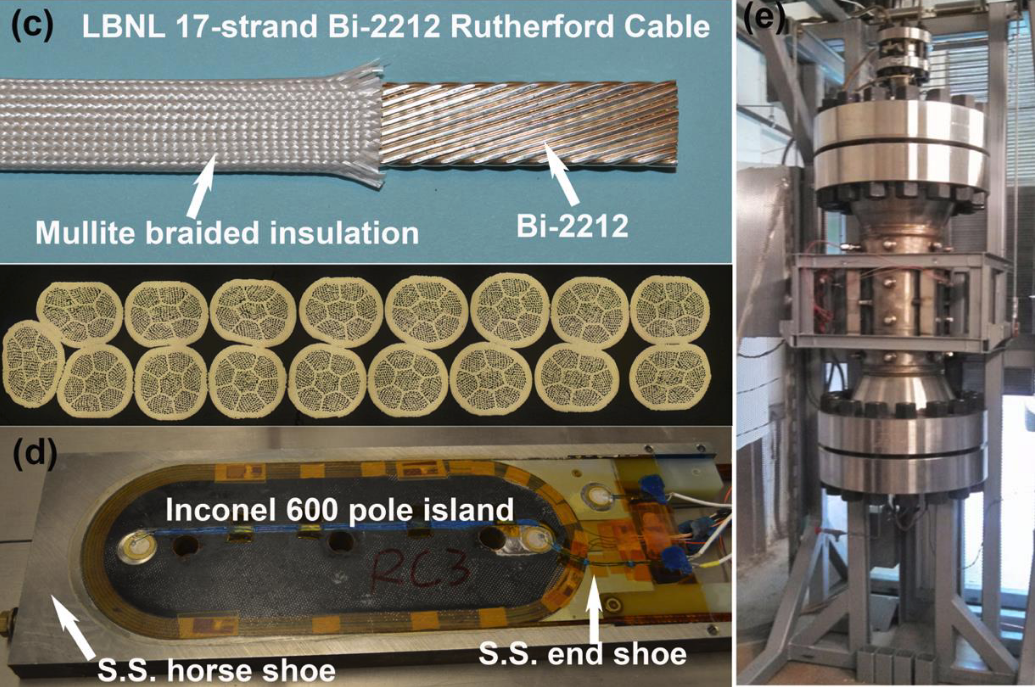 (c) LBNL 17-strand Bi-2212 Rutherford Cable
Mullite braided insulation
Bi-2212
(d)
Inconel 600 pole island
RC3
S.S. horse shoe
S.S. end shoe
(e)